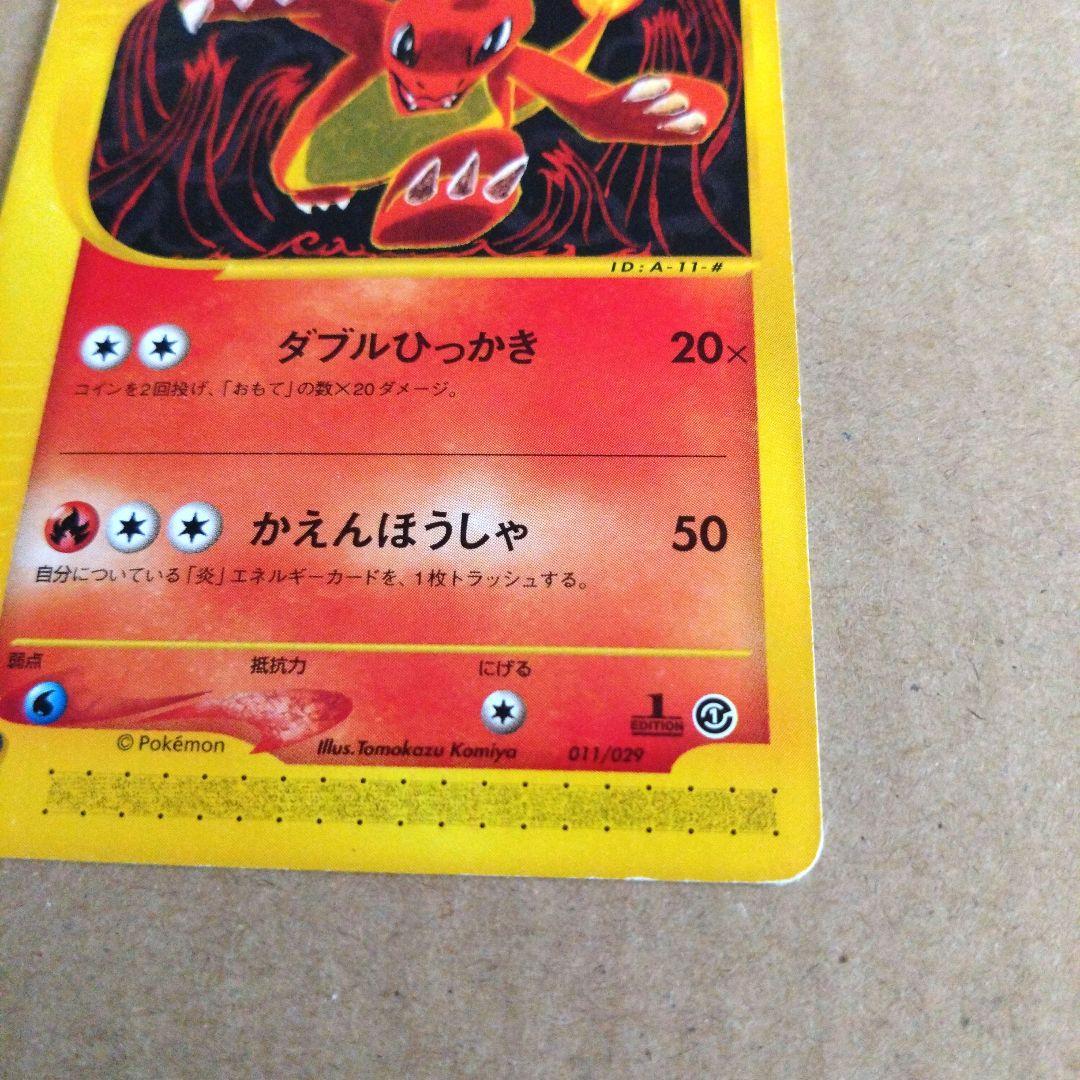 ID:A-11-#
ダブルひっかき 20×
コインを2回投げ、「おもて」の数×20ダメージ。
かえんほうしゃ 50
自分についている「炎」エネルギーカードを、1枚トラッシュする。
弱点 抵抗力 にげる
1
EDITION
© Pokémon Illus.Tomokazu Komiya 011/029